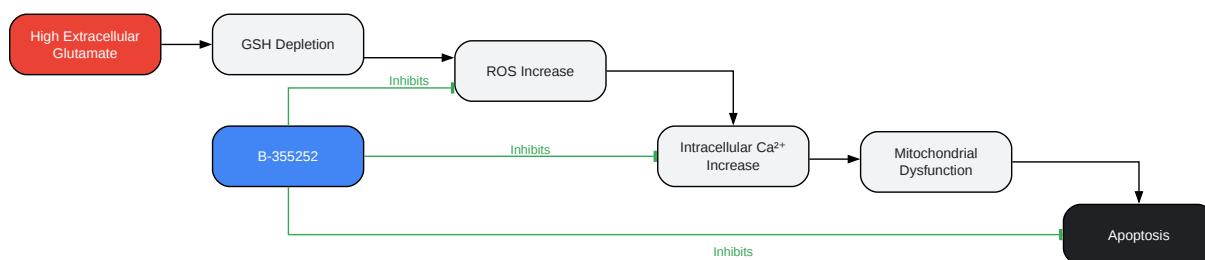 High Extracellular
Glutamate
GSH Depletion
ROS Increase
Inhibits
B-355252
Inhibits
Intracellular Ca²⁺
Increase
Mitochondrial
Dysfunction
Apoptosis
Inhibits